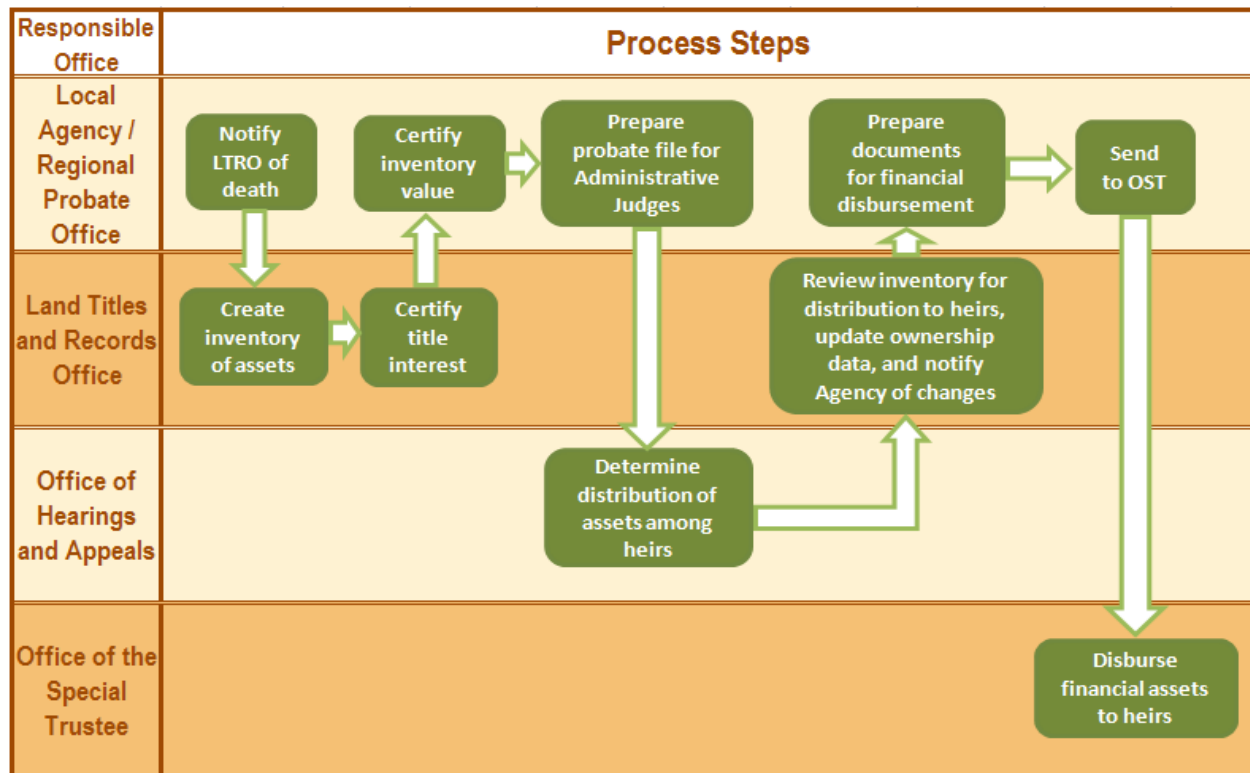 Responsible
Office
Process Steps
Local
Agency /
Regional
Probate
Office
Notify
LTRO of
death
Certify
inventory
value
Prepare
probate file for
Administrative
Judges
Prepare
documents
for financial
disbursement
Send
to OST
Land Titles
and Records
Office
Create
inventory
of assets
Certify
title
interest
Review inventory for
distribution to heirs,
update ownership
data, and notify
Agency of changes
Office of
Hearings
and Appeals
Determine
distribution of
assets among
heirs
Office of the
Special
Trustee
Disburse
financial assets
to heirs